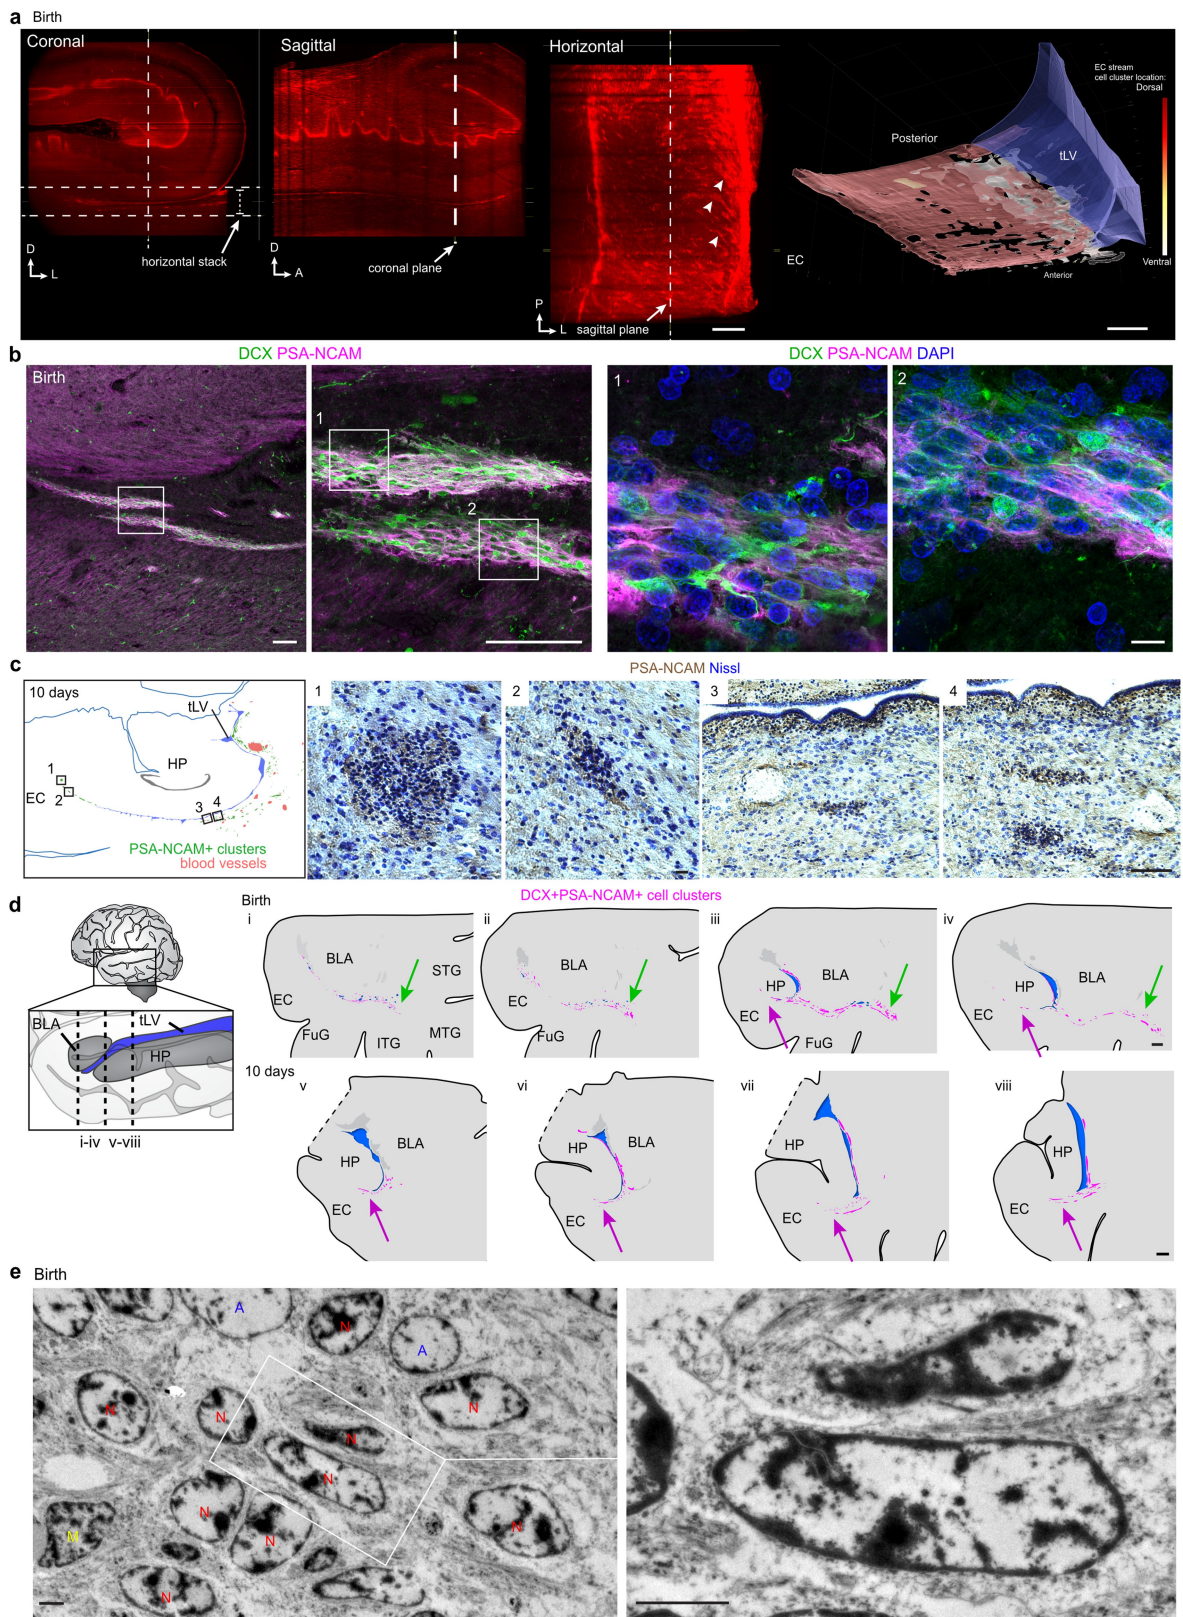 a Birth
Coronal
Sagittal
Horizontal
EC stream
cell cluster location:
Dorsal
Posterior
tLV
D
L
horizontal stack
D
A
coronal plane
P
L
sagittal plane
EC
Anterior
Ventral
b DCX PSA-NCAM
DCX PSA-NCAM DAPI
Birth
1
2
1
2
c PSA-NCAM Nissl
10 days
tLV
HP
1
EC
2
3 4
PSA-NCAM+ clusters
blood vessels
1
2
3
4
d Birth
DCX+PSA-NCAM+ cell clusters
BLA
tLV
HP
i-iv v-viii
i
BLA
STG
EC
FuG
ITG
MTG
ii
BLA
EC
iii
HP
BLA
EC
FuG
iv
HP
BLA
EC
10 days
v
BLA
HP
EC
vi
HP
BLA
EC
vii
HP
EC
viii
HP
EC
e Birth
A
N
A
N
N
N
N
N
N
N
N
M
N